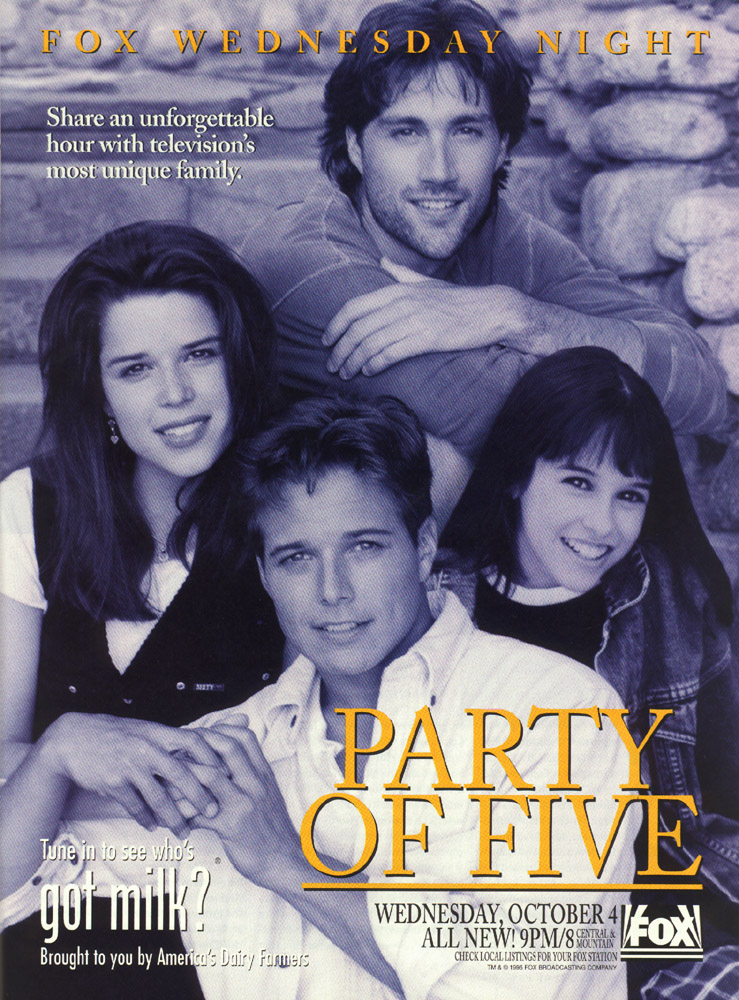 FOX WEDNESDAY NIGHT
Share an unforgettable
hour with television's
most unique family.
PARTY
OF FIVE
Tune in to see who's
got milk?®
Brought to you by America's Dairy Farmers
WEDNESDAY, OCTOBER 4
ALL NEW! 9PM/8 CENTRAL & MOUNTAIN
CHECK LOCAL LISTINGS FOR YOUR FOX STATION
TM & © 1995 FOX BROADCASTING COMPANY
FOX